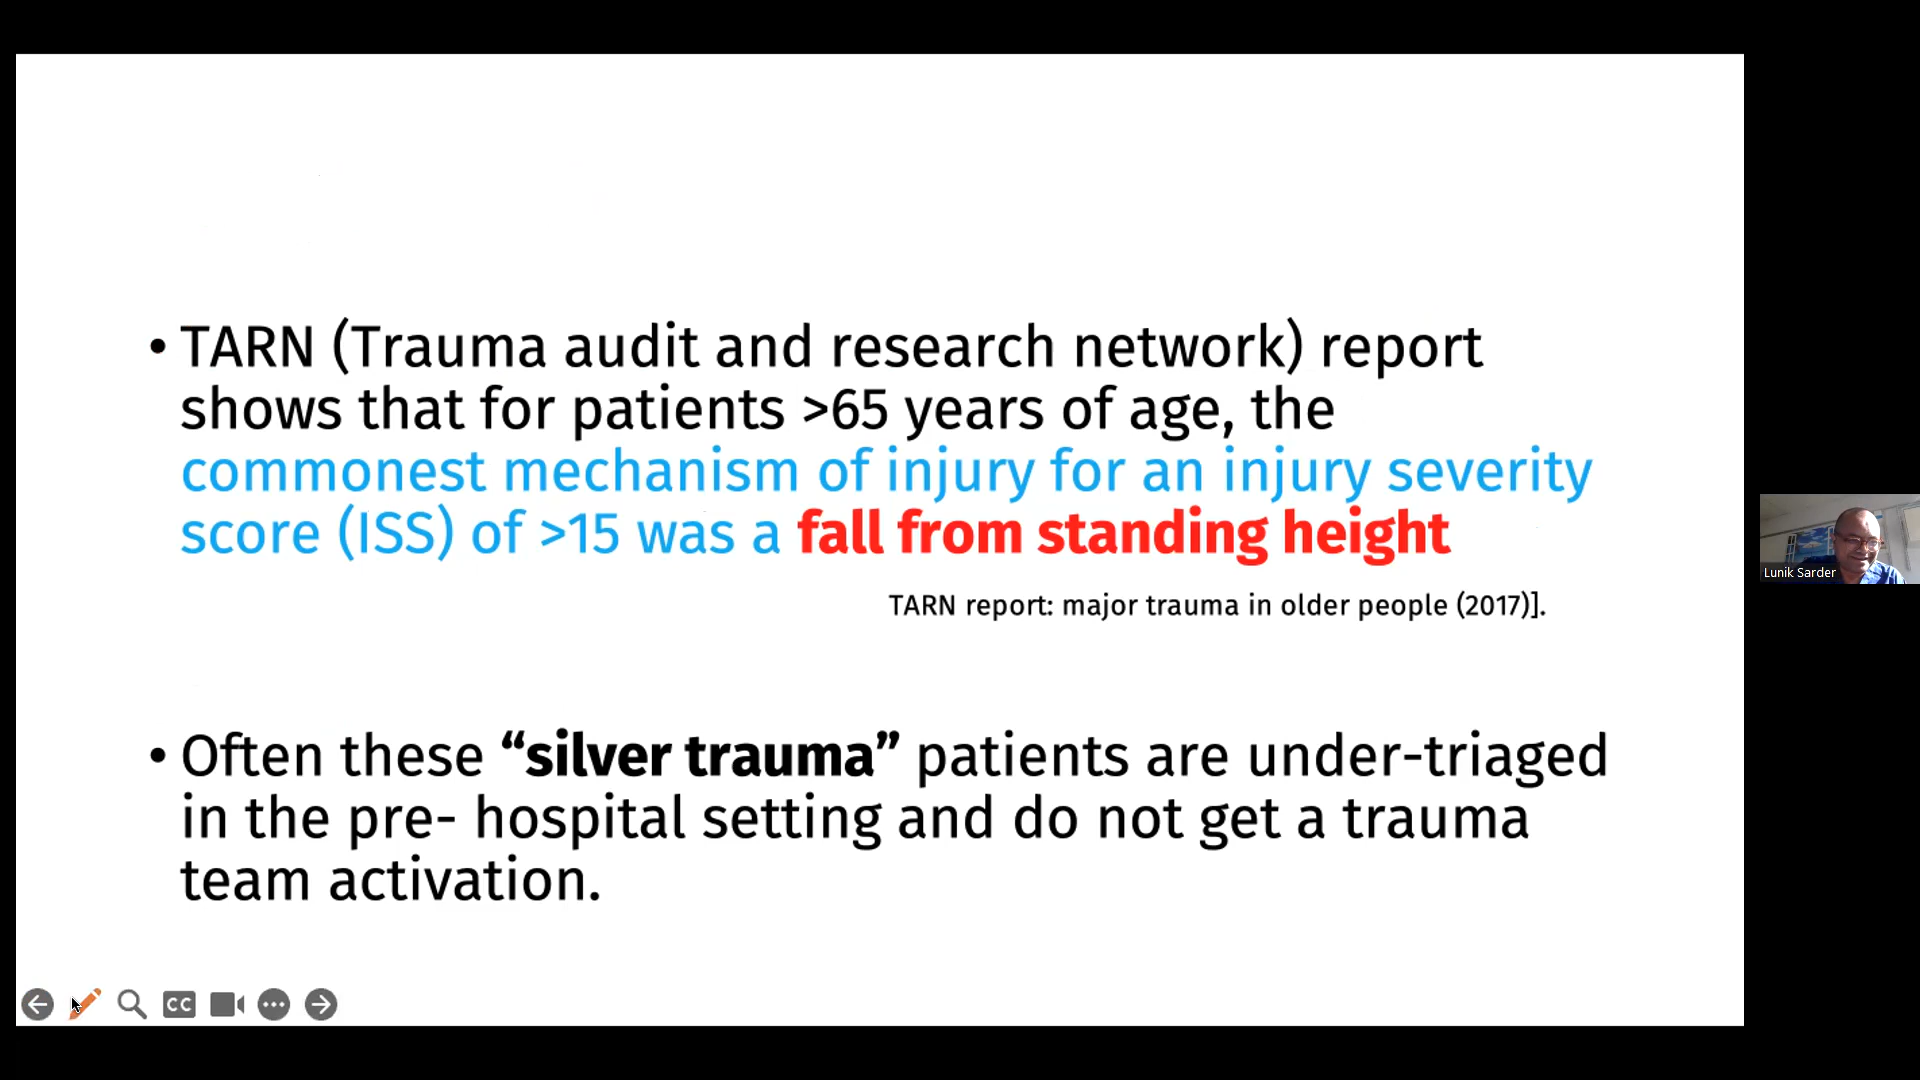 • TARN (Trauma audit and research network) report
shows that for patients >65 years of age, the
commonest mechanism of injury for an injury severity
score (ISS) of >15 was a fall from standing height
TARN report: major trauma in older people (2017)].
• Often these “silver trauma” patients are under-triaged
in the pre- hospital setting and do not get a trauma
team activation.
CC
Lunik Sarder